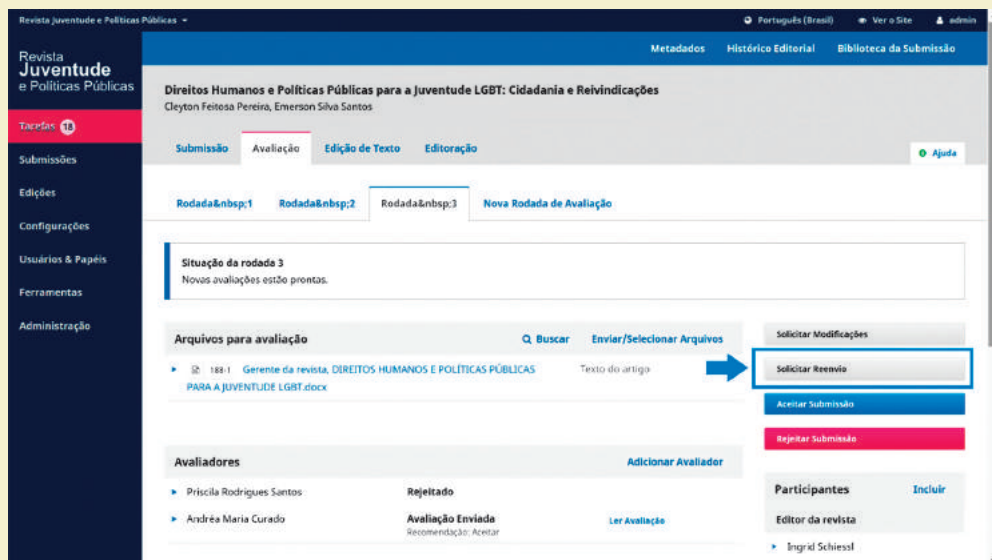 Revista Juventude e Políticas Públicas
Português (Brasil) Ver o Site admin
Revista
Juventude
e Políticas Públicas
Metadados Histórico Editorial Biblioteca da Submissão
Direitos Humanos e Políticas Públicas para a Juventude LGBT: Cidadania e Reivindicações
Cleyton Feitosa Pereira, Emerson Silva Santos
Tarefas 18
Submissões
Edições
Configurações
Usuários & Papéis
Ferramentas
Administração
Submissão Avaliação Edição de Texto Editoração
Ajuda
Rodada&nbsp;1 Rodada&nbsp;2 Rodada&nbsp;3 Nova Rodada de Avaliação
Situação da rodada 3
Novas avaliações estão prontas.
Arquivos para avaliação Buscar Enviar/Selecionar Arquivos
188-1 Gerente da revista, DIREITOS HUMANOS E POLÍTICAS PÚBLICAS Texto do artigo
PARA A JUVENTUDE LGBT.docx
Solicitar Modificações
Solicitar Reenvio
Aceitar Submissão
Rejeitar Submissão
Avaliadores Adicionar Avaliador
Priscila Rodrigues Santos Rejeitado
Andréa Maria Curado Avaliação Enviada Ler Avaliação
Recomendação: Aceitar
Participantes Incluir
Editor da revista
Ingrid Schiessl